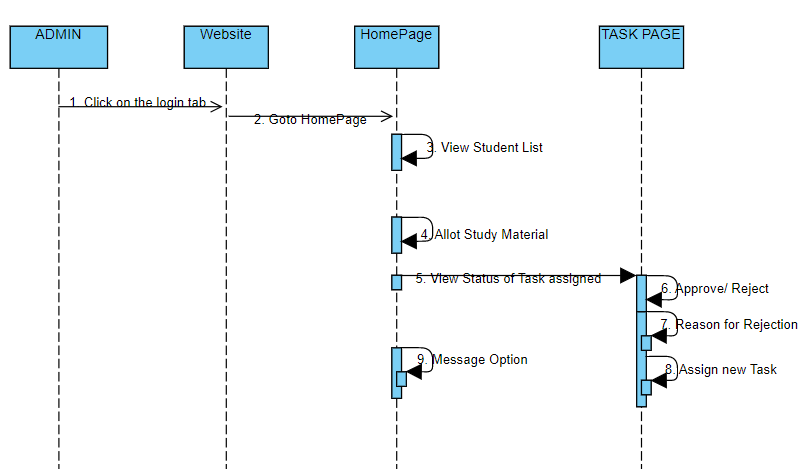 ADMIN
Website
HomePage
TASK PAGE
1. Click on the login tab
2. Goto HomePage
3. View Student List
4. Allot Study Material
5. View Status of Task assigned
6. Approve/ Reject
7. Reason for Rejection
9. Message Option
8. Assign new Task